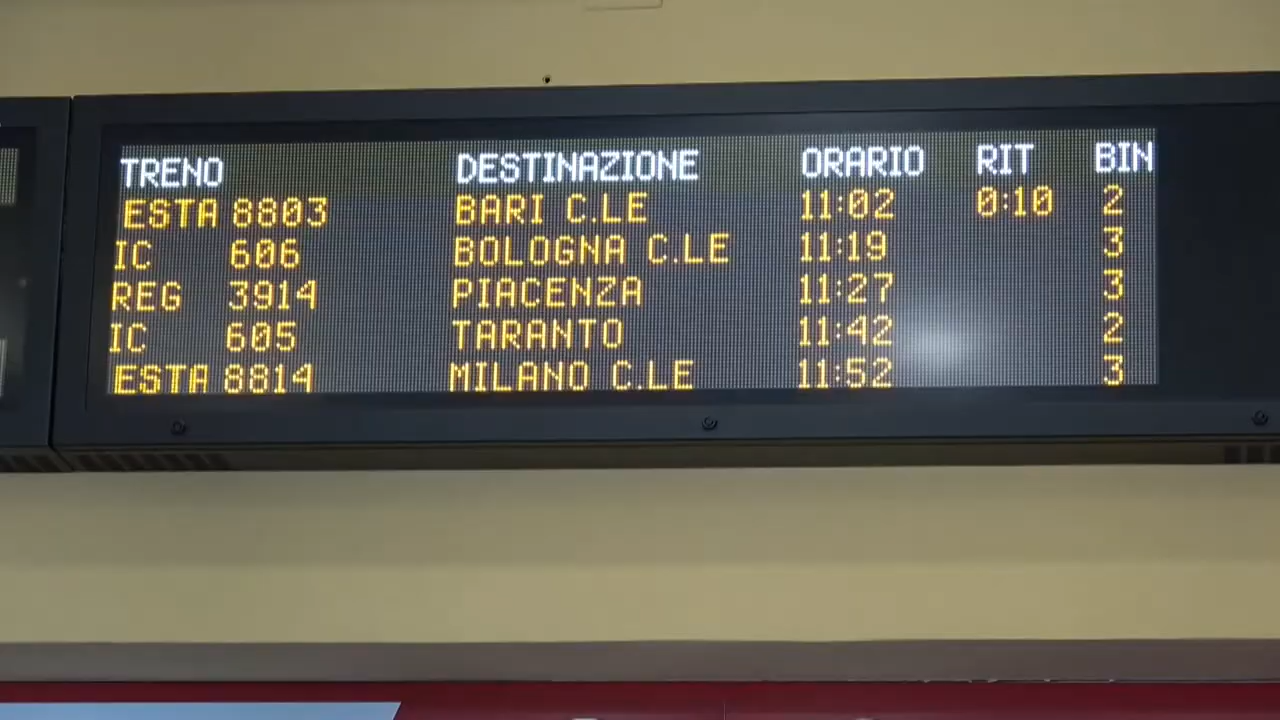 TRENO DESTINAZIONE ORARIO RIT BIN
ESTA 8803 BARI C.LE 11:02 0:10 2
IC 606 BOLOGNA C.LE 11:19 3
REG 3914 PIACENZA 11:27 3
IC 605 TARANTO 11:42 2
ESTA 8814 MILANO C.LE 11:52 3